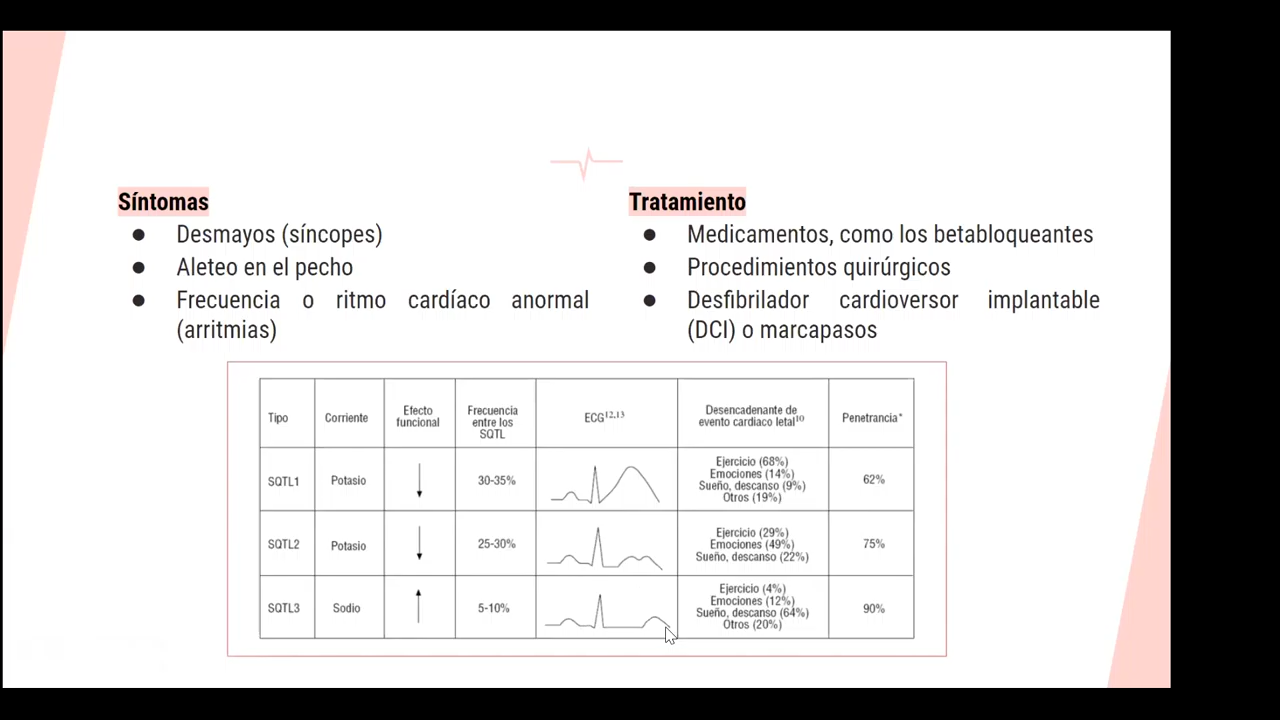 Síntomas
● Desmayos (síncopes)
● Aleteo en el pecho
● Frecuencia o ritmo cardíaco anormal
(arritmias)
Tratamiento
● Medicamentos, como los betabloqueantes
● Procedimientos quirúrgicos
● Desfibrilador cardioversor implantable
(DCI) o marcapasos
Tipo
Corriente
Efecto
funcional
Frecuencia
entre los
SQTL
ECG12,13
Desencadenante de
evento cardiaco letal10
Penetrancia*
SQTL1
Potasio
30-35%
Ejercicio (68%)
Emociones (14%)
Sueño, descanso (9%)
Otros (19%)
62%
SQTL2
Potasio
25-30%
Ejercicio (29%)
Emociones (49%)
Sueño, descanso (22%)
75%
SQTL3
Sodio
5-10%
Ejercicio (4%)
Emociones (12%)
Sueño, descanso (64%)
Otros (20%)
90%